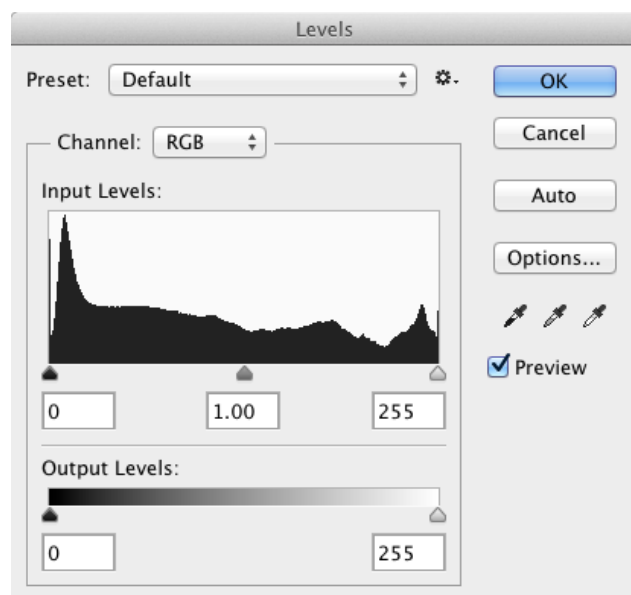 Levels
Preset: Default
OK
Channel: RGB
Cancel
Input Levels:
Auto
Options...
Preview
0 1.00 255
Output Levels:
0 255